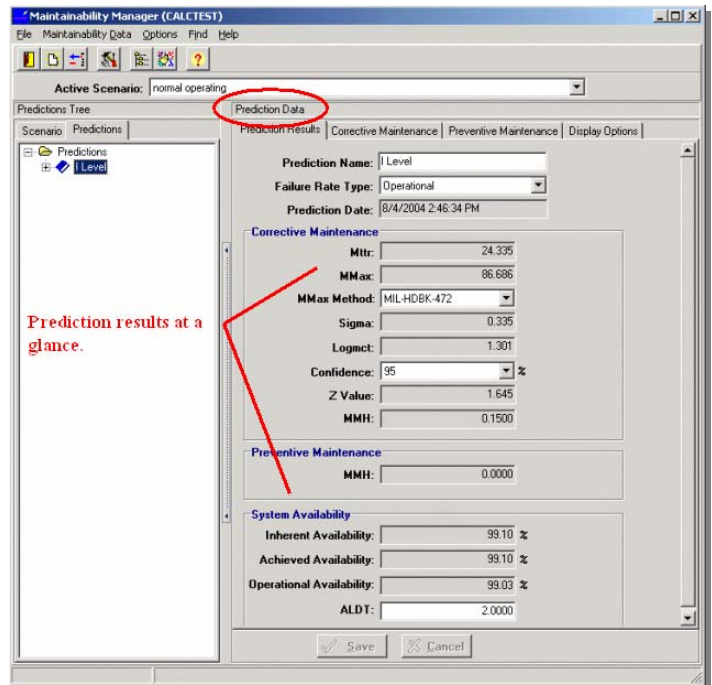 Maintainability Manager (CALCTEST)
File Maintainability Data Options Find Help
Active Scenario: normal operating
Predictions Tree
Prediction Data
Scenario Predictions
Prediction Results Corrective Maintenance Preventive Maintenance Display Options
Predictions
I Level
Prediction Name: I Level
Failure Rate Type: Operational
Prediction Date: 8/4/2004 2:46:34 PM
Corrective Maintenance
Mttr: 24.335
MMax: 86.686
MMax Method: MIL-HDBK-472
Sigma: 0.335
Logmct: 1.301
Confidence: 95 %
Z Value: 1.645
MMH: 0.1500
Prediction results at a
glance.
Preventive Maintenance
MMH: 0.0000
System Availability
Inherent Availability: 99.10 %
Achieved Availability: 99.10 %
Operational Availability: 99.03 %
ALDT: 2.0000
Save Cancel